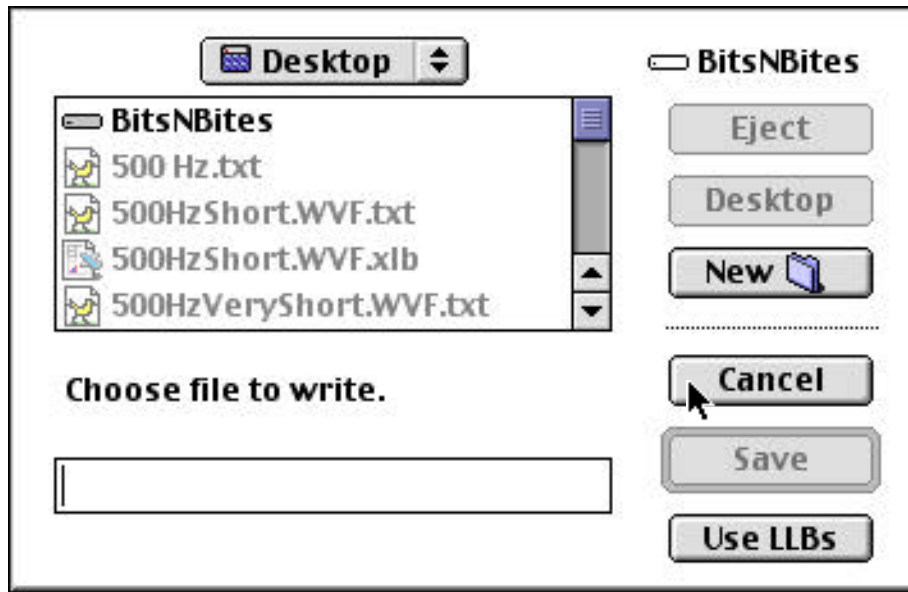 Desktop
BitsNBites
500 Hz.txt
500HzShort.WVF.txt
500HzShort.WVF.xlb
500HzVeryShort.WVF.txt
Choose file to write.
BitsNBites
Eject
Desktop
New
Cancel
Save
Use LLBs